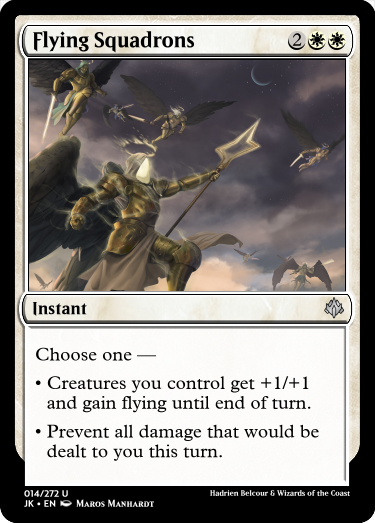 Flying Squadrons 2
Instant
Choose one —
• Creatures you control get +1/+1
and gain flying until end of turn.
• Prevent all damage that would be
dealt to you this turn.
014/272 U
JK • EN Maros Manhardt
Hadrien Belcour & Wizards of the Coast